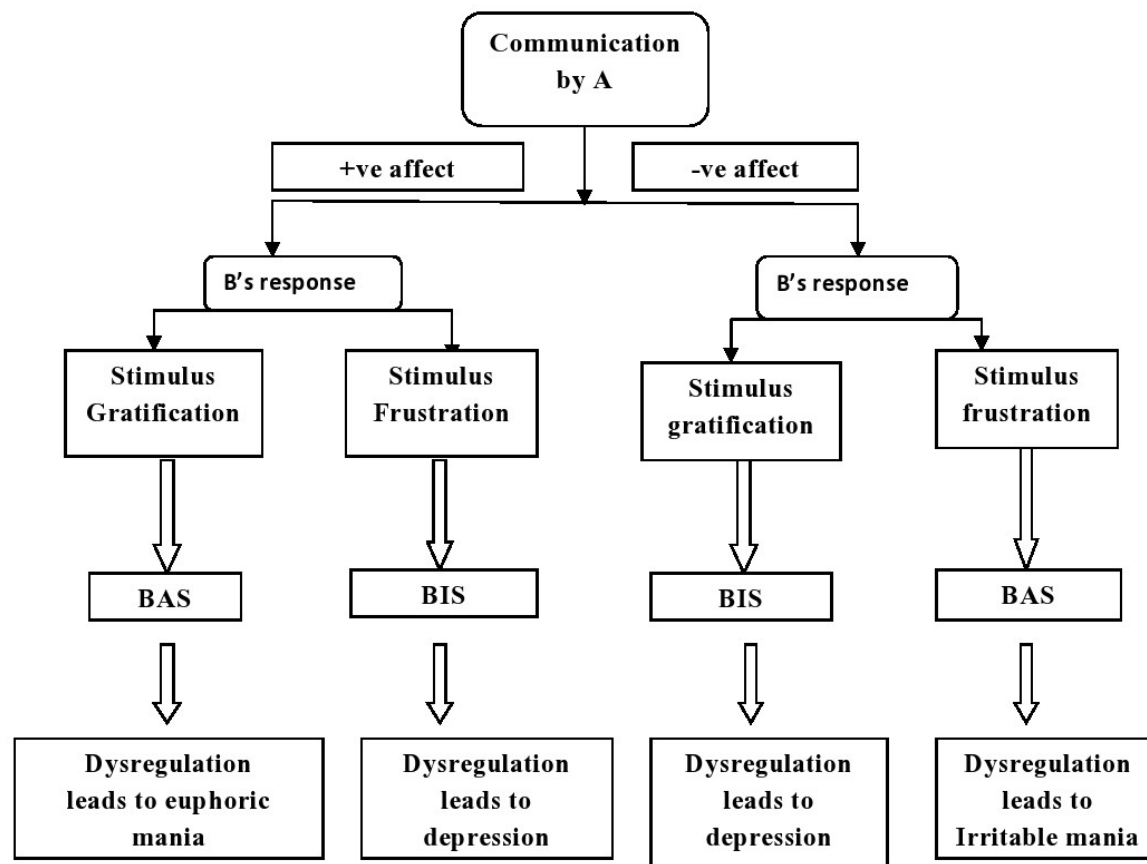 Communication
by A
+ve affect
-ve affect
B's response
B's response
Stimulus
Gratification
Stimulus
Frustration
Stimulus
gratification
Stimulus
frustration
BAS
BIS
BIS
BAS
Dysregulation
leads to euphoric
mania
Dysregulation
leads to
depression
Dysregulation
leads to
depression
Dysregulation
leads to
Irritable mania